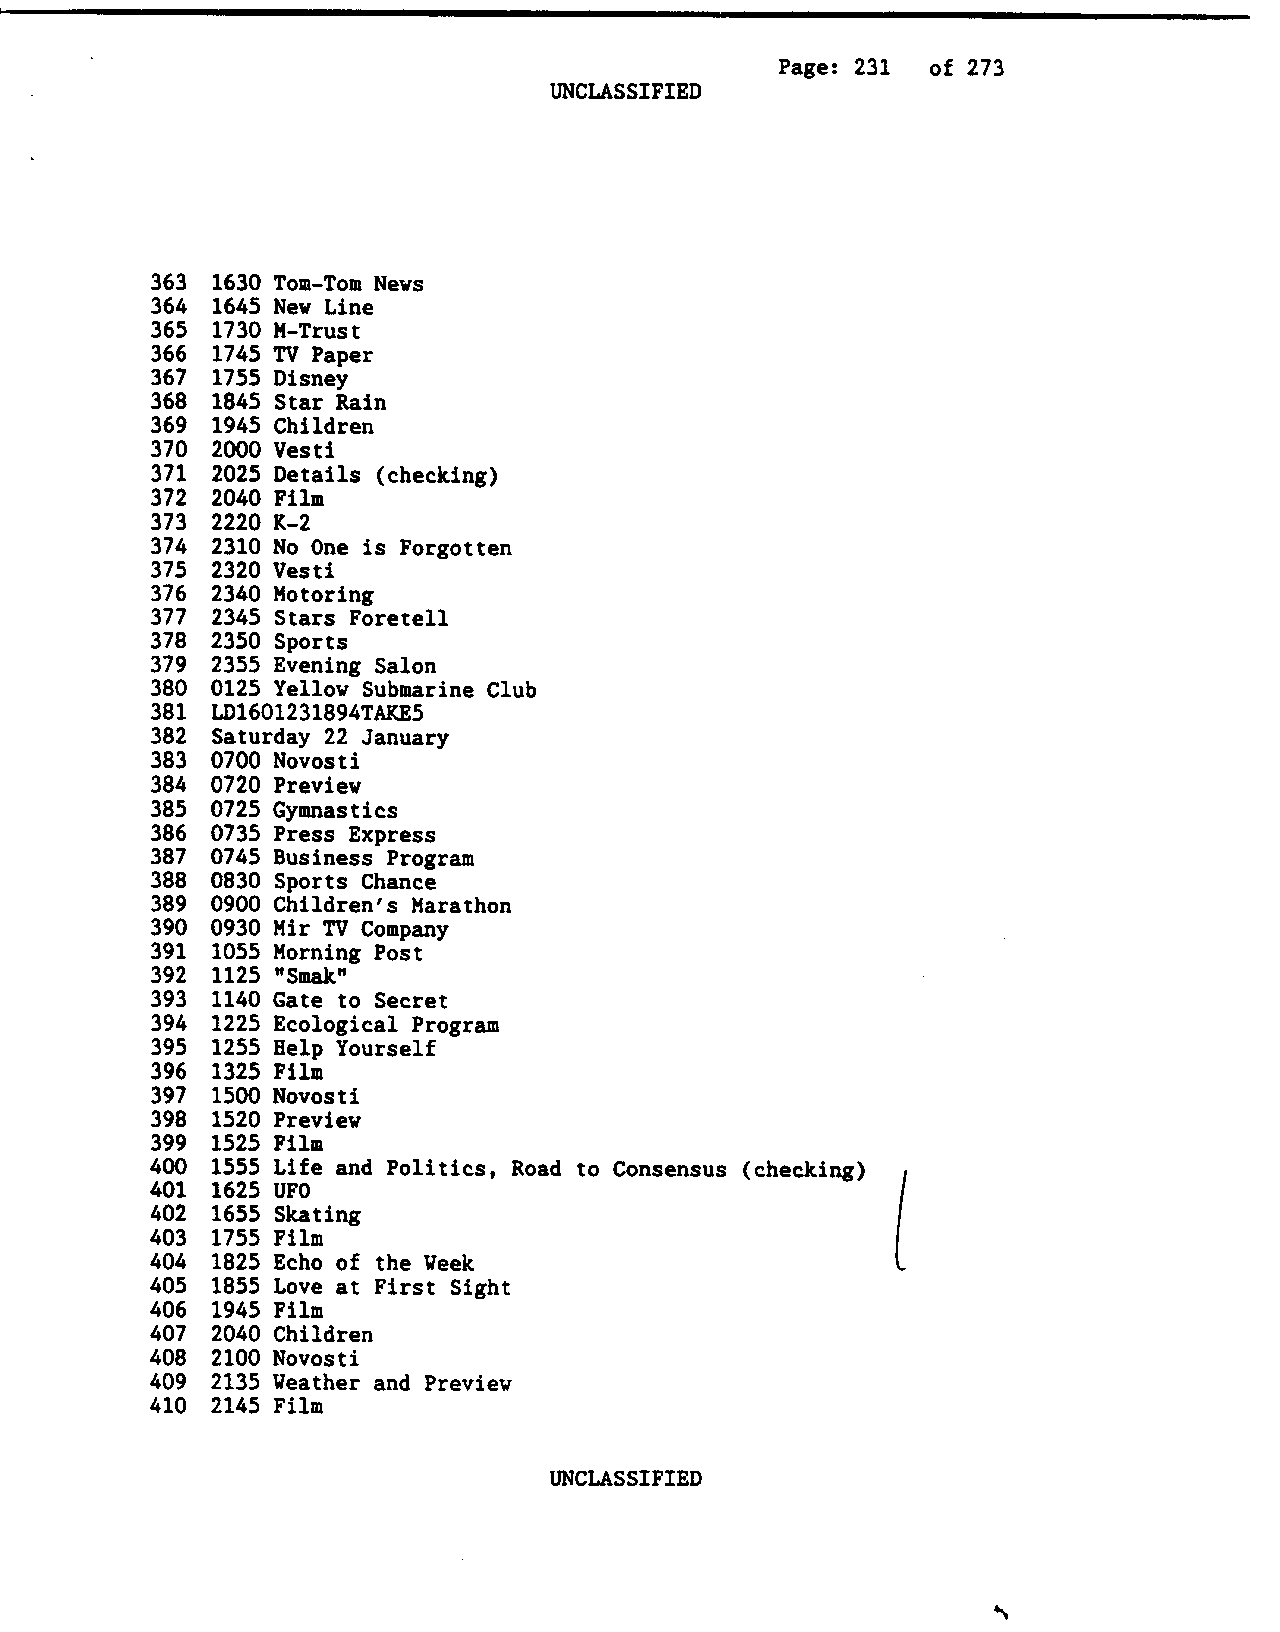 Page: 231 of 273
UNCLASSIFIED
363 1630 Tom-Tom News
364 1645 New Line
365 1730 M-Trust
366 1745 TV Paper
367 1755 Disney
368 1845 Star Rain
369 1945 Children
370 2000 Vesti
371 2025 Details (checking)
372 2040 Film
373 2220 K-2
374 2310 No One is Forgotten
375 2320 Vesti
376 2340 Motoring
377 2345 Stars Foretell
378 2350 Sports
379 2355 Evening Salon
380 0125 Yellow Submarine Club
381 LD1601231894TAKE5
382 Saturday 22 January
383 0700 Novosti
384 0720 Preview
385 0725 Gymnastics
386 0735 Press Express
387 0745 Business Program
388 0830 Sports Chance
389 0900 Children's Marathon
390 0930 Mir TV Company
391 1055 Morning Post
392 1125 "Smak"
393 1140 Gate to Secret
394 1225 Ecological Program
395 1255 Help Yourself
396 1325 Film
397 1500 Novosti
398 1520 Preview
399 1525 Film
400 1555 Life and Politics, Road to Consensus (checking)
401 1625 UFO
402 1655 Skating
403 1755 Film
404 1825 Echo of the Week
405 1855 Love at First Sight
406 1945 Film
407 2040 Children
408 2100 Novosti
409 2135 Weather and Preview
410 2145 Film
UNCLASSIFIED